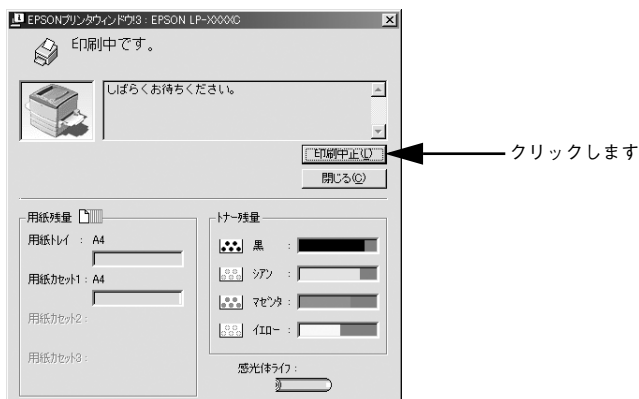 EPSONプリンタウィンドウ!3 : EPSON LP-XXXXC
印刷中です。
しばらくお待ちください。
印刷中止(L)
クリックします
閉じる(C)
用紙残量
用紙トレイ : A4
用紙カセット1 : A4
用紙カセット2 :
用紙カセット3 :
トナー残量
黒 :
シアン :
マゼンタ :
イエロー :
感光体ライフ :